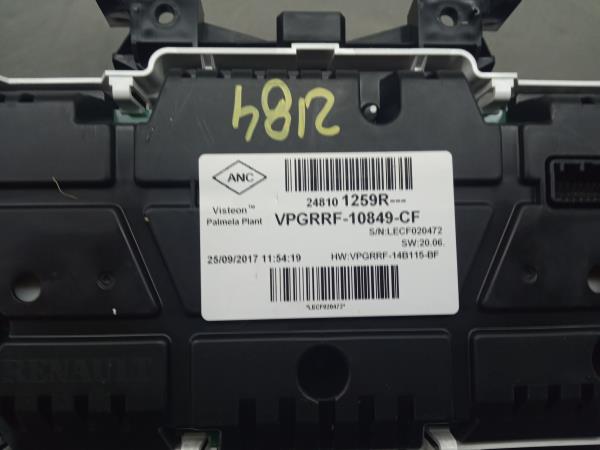 2184
ANC
24810 1259R---
Visteon™
Palmela Plant
VPGRRF-10849-CF
S/N:LECF020472
SW:20.06.
25/09/2017 11:54:19
HW:VPGRRF-14B115-BF
*LECF020472*
RENAULT